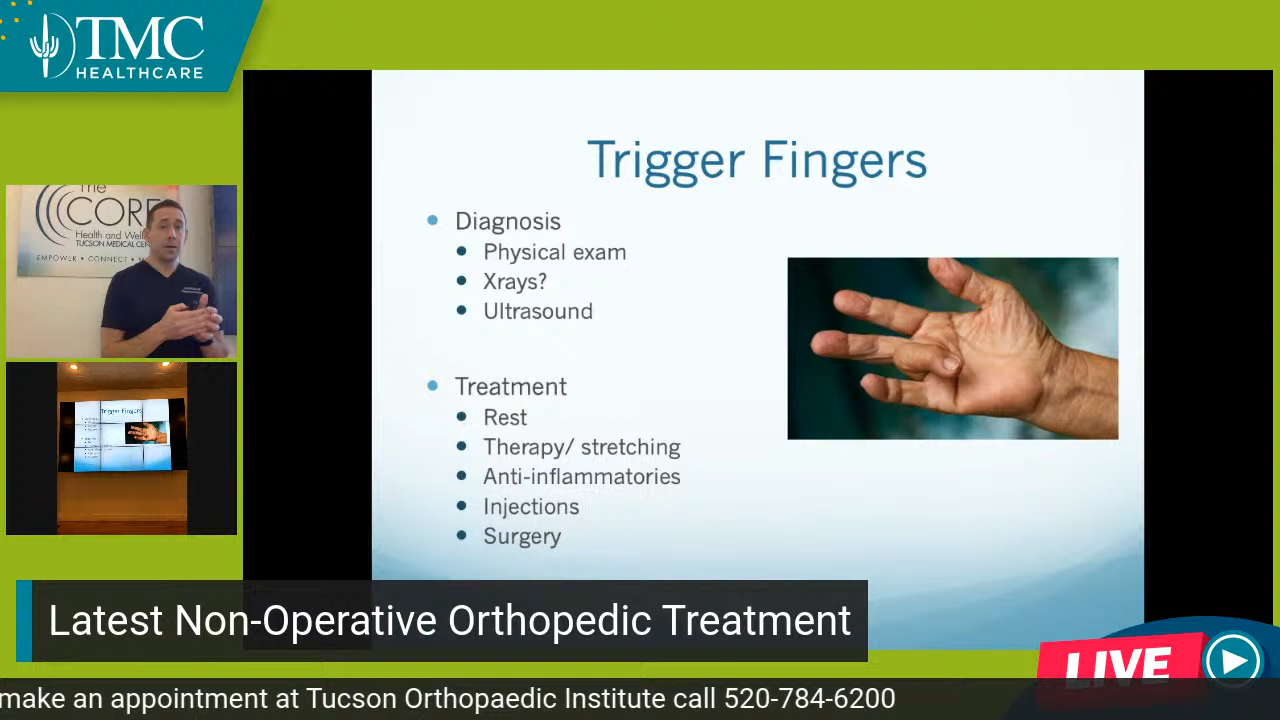 TMC
HEALTHCARE
The
CORE
Health and
TUCSON MEDICAL
EMPOWER • CONNECT •
Trigger Fingers
Diagnosis
Physical exam
Xrays?
Ultrasound
Treatment
Rest
Therapy/ stretching
Anti-inflammatories
Injections
Surgery
Trigger Fingers
Latest Non-Operative Orthopedic Treatment
LIVE
make an appointment at Tucson Orthopaedic Institute call 520-784-6200